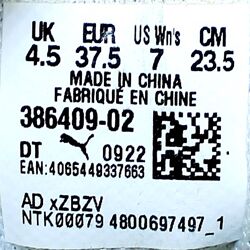 UK EUR US Wn's CM
4.5 37.5 7 23.5
MADE IN CHINA
FABRIQUÉ EN CHINE
386409-02
DT 0922
EAN:4065449337663
AD xZBZV
NTK00079 4800697497_1